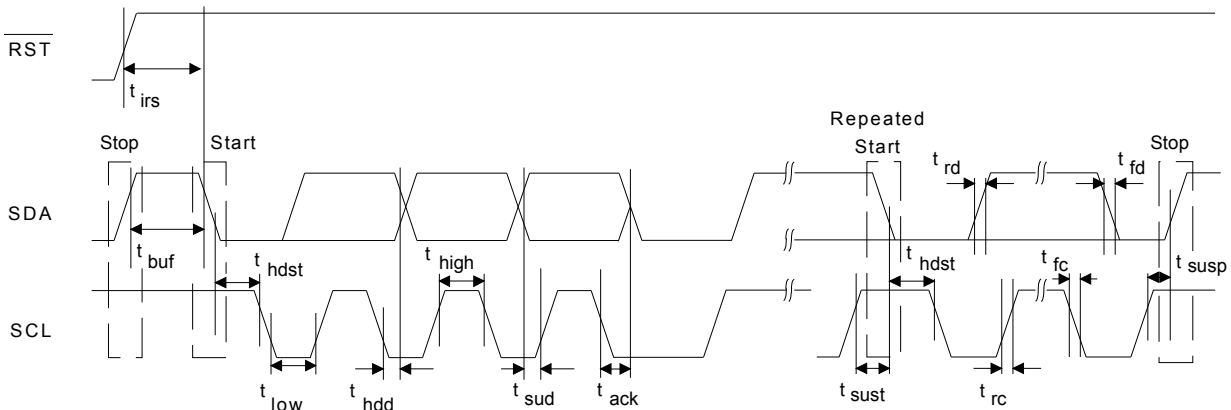 RST
t irs
Repeated
Stop Start Start Stop
t rd t fd
SDA
t buf t hdst t high t hdst t fc t susp
SCL
t low t hdd t sud t ack t sust t rc